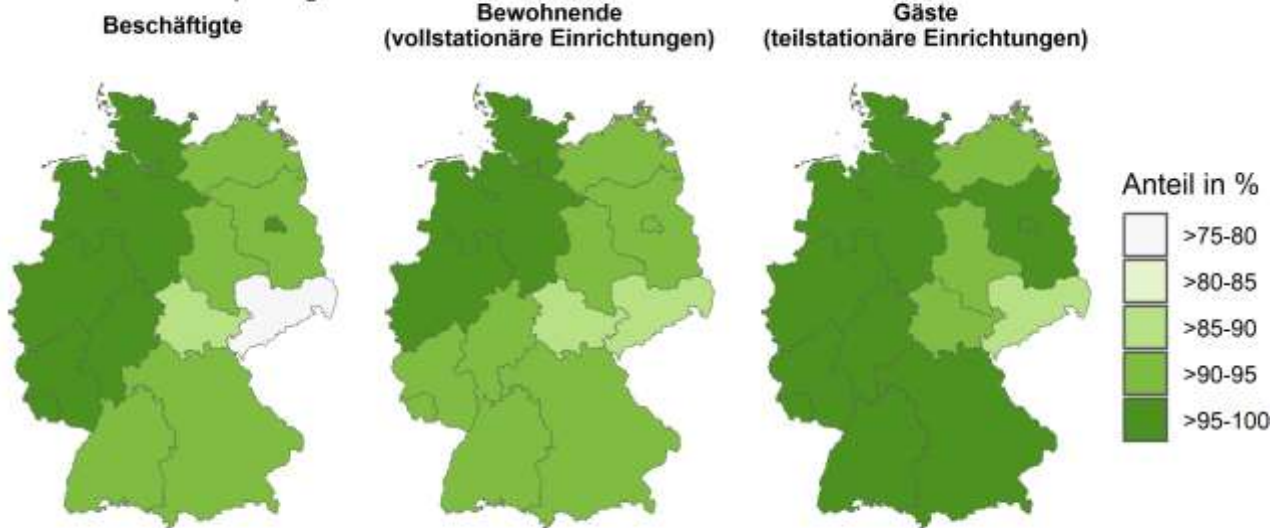 Beschäftigte
Bewohnende
(vollstationäre Einrichtungen)
Gäste
(teilstationäre Einrichtungen)
Anteil in %
>75-80
>80-85
>85-90
>90-95
>95-100